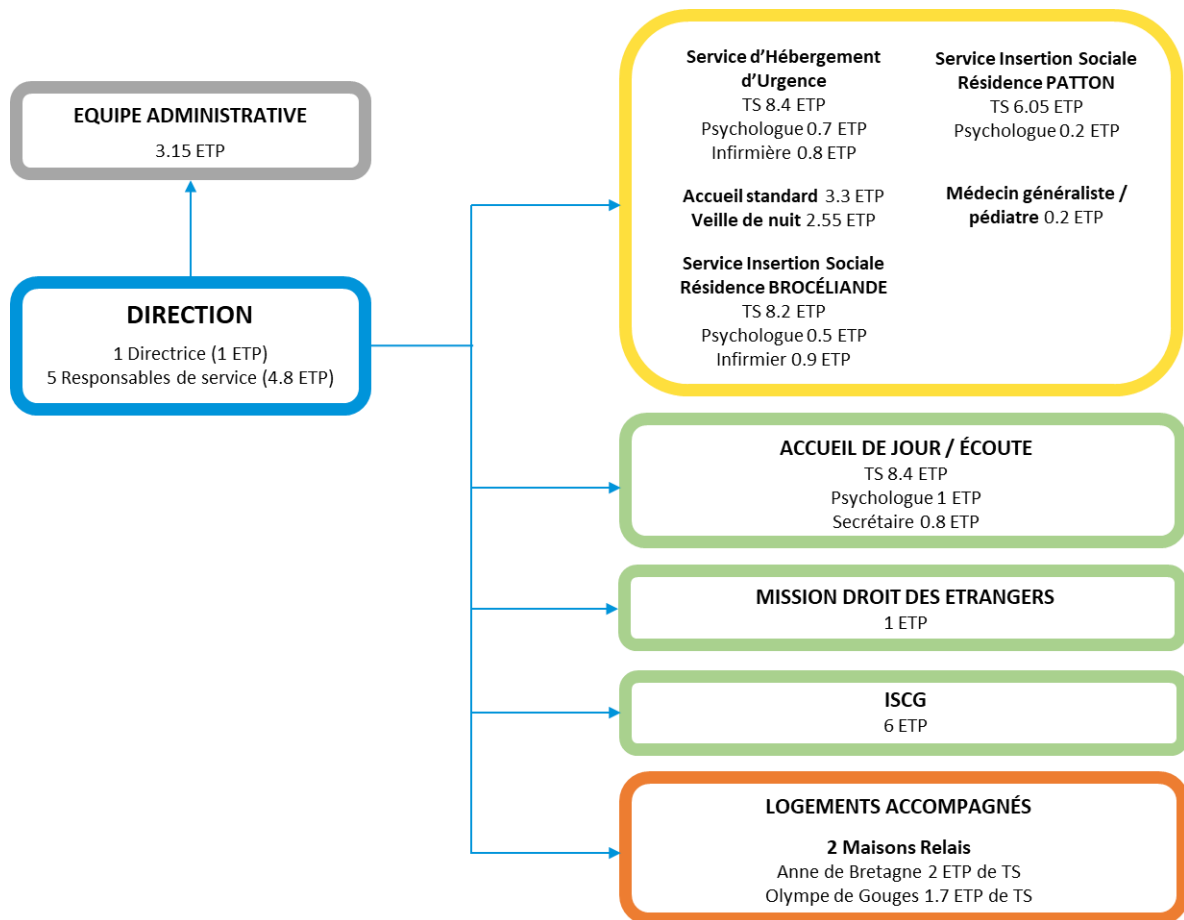 EQUIPE ADMINISTRATIVE
3.15 ETP
DIRECTION
1 Directrice (1 ETP)
5 Responsables de service (4.8 ETP)
Service d'Hébergement
d'Urgence
TS 8.4 ETP
Psychologue 0.7 ETP
Infirmière 0.8 ETP
Accueil standard 3.3 ETP
Veille de nuit 2.55 ETP
Service Insertion Sociale
Résidence BROCÉLIANDE
TS 8.2 ETP
Psychologue 0.5 ETP
Infirmier 0.9 ETP
Service Insertion Sociale
Résidence PATTON
TS 6.05 ETP
Psychologue 0.2 ETP
Médecin généraliste /
pédiatre 0.2 ETP
ACCUEIL DE JOUR / ÉCOUTE
TS 8.4 ETP
Psychologue 1 ETP
Secrétaire 0.8 ETP
MISSION DROIT DES ETRANGERS
1 ETP
ISCG
6 ETP
LOGEMENTS ACCOMPAGNÉS
2 Maisons Relais
Anne de Bretagne 2 ETP de TS
Olympe de Gouges 1.7 ETP de TS